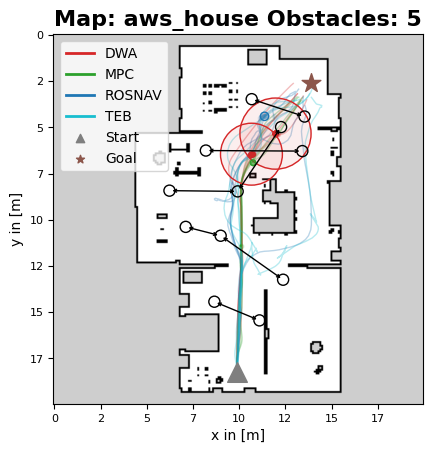 Map: aws_house Obstacles: 5
DWA
MPC
ROSNAV
TEB
Start
Goal
0
2
5
7
10
12
15
17
y in [m]
0
2
5
7
10
12
15
17
x in [m]